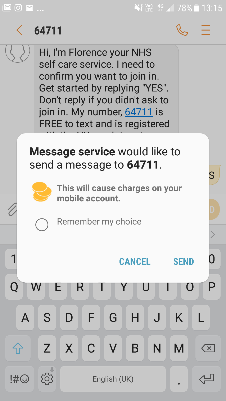 78% 13:15
64711
Hi, I'm Florence your NHS
self care service. I need to
confirm you want to join in.
Get started by replying "YES".
Don't reply if you didn't ask to
join in. My number, 64711 is
FREE to text and is registered
Message service would like to
send a message to 64711.
This will cause charges on your
mobile account.
Remember my choice
CANCEL SEND
S
1 0
Q W E R T Y U I O P
A S D F G H J K L
Z X C V B N M
!#☺ English (UK) .